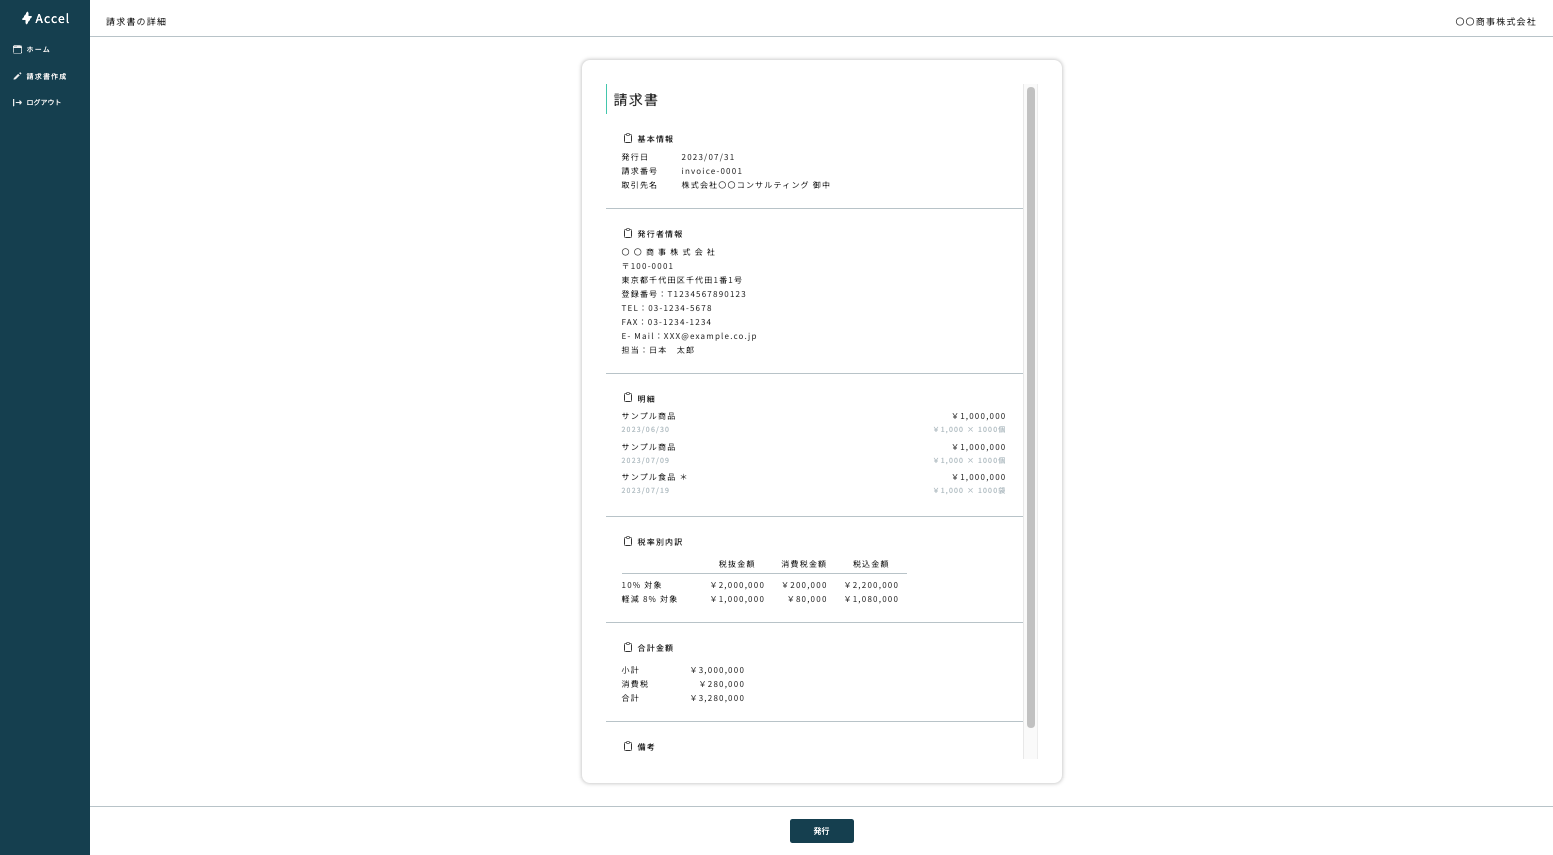 Accel
ホーム
請求書作成
ログアウト
請求書の詳細
〇〇商事株式会社
請求書
基本情報
発行日 2023/07/31
請求番号 invoice-0001
取引先名 株式会社〇〇コンサルティング 御中
発行者情報
〇 〇 商 事 株 式 会 社
〒100-0001
東京都千代田区千代田1番1号
登録番号：T1234567890123
TEL：03-1234-5678
FAX：03-1234-1234
E- Mail：XXX@example.co.jp
担当：日本　太郎
明細
サンプル商品 ￥1,000,000
2023/06/30 ￥1,000 × 1000個
サンプル商品 ￥1,000,000
2023/07/09 ￥1,000 × 1000個
サンプル食品 ＊ ￥1,000,000
2023/07/19 ￥1,000 × 1000袋
税率別内訳
税抜金額 消費税金額 税込金額
10% 対象 ￥2,000,000 ￥200,000 ￥2,200,000
軽減 8% 対象 ￥1,000,000 ￥80,000 ￥1,080,000
合計金額
小計 ￥3,000,000
消費税 ￥280,000
合計 ￥3,280,000
備考
発行